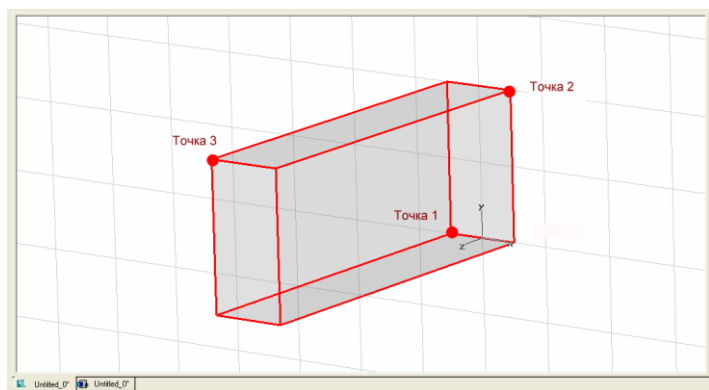 Точка 2
Точка 3
Точка 1
Y
Z
X
Untitled_0* Untitled_0*